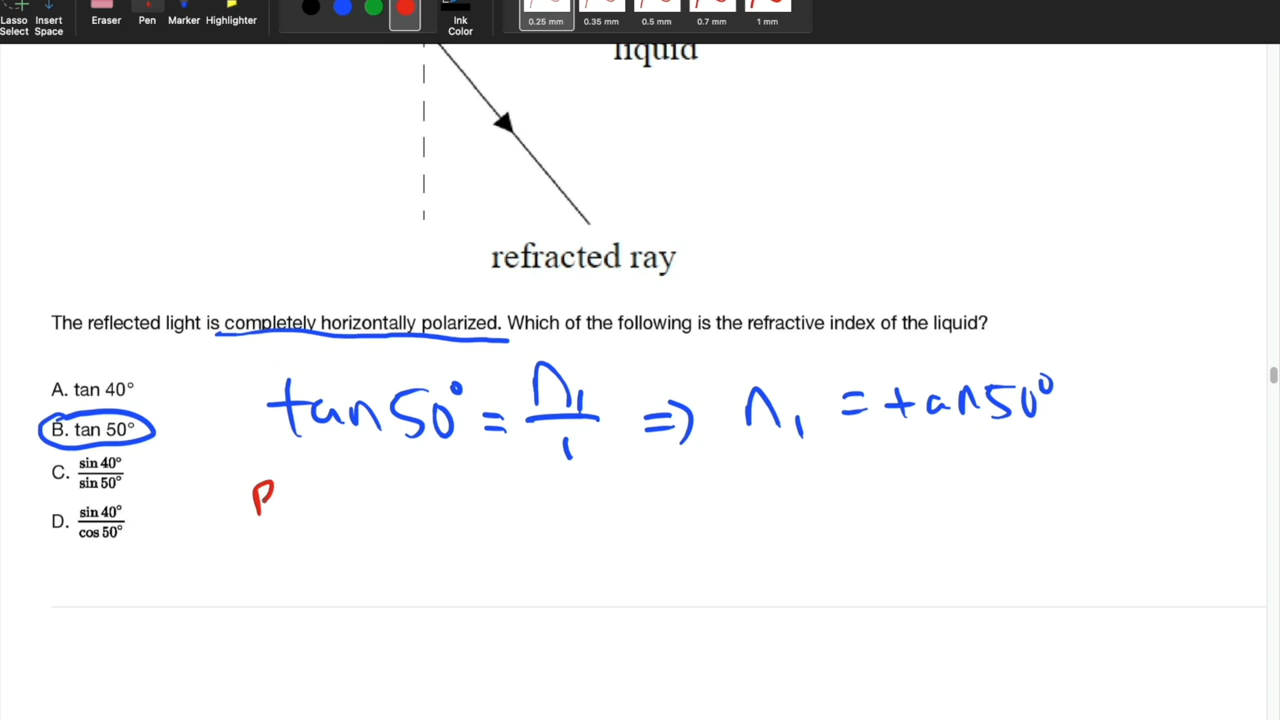 Lasso Select
Insert Space
Eraser
Pen
Marker
Highlighter
Ink Color
0.25 mm
0.35 mm
0.5 mm
0.7 mm
1 mm
liquid
refracted ray
The reflected light is completely horizontally polarized. Which of the following is the refractive index of the liquid?
A. tan 40°
tan 50° = n₁/1 => n₁ = tan 50°
B. tan 50°
C. sin 40°/sin 50°
P
D. sin 40°/cos 50°